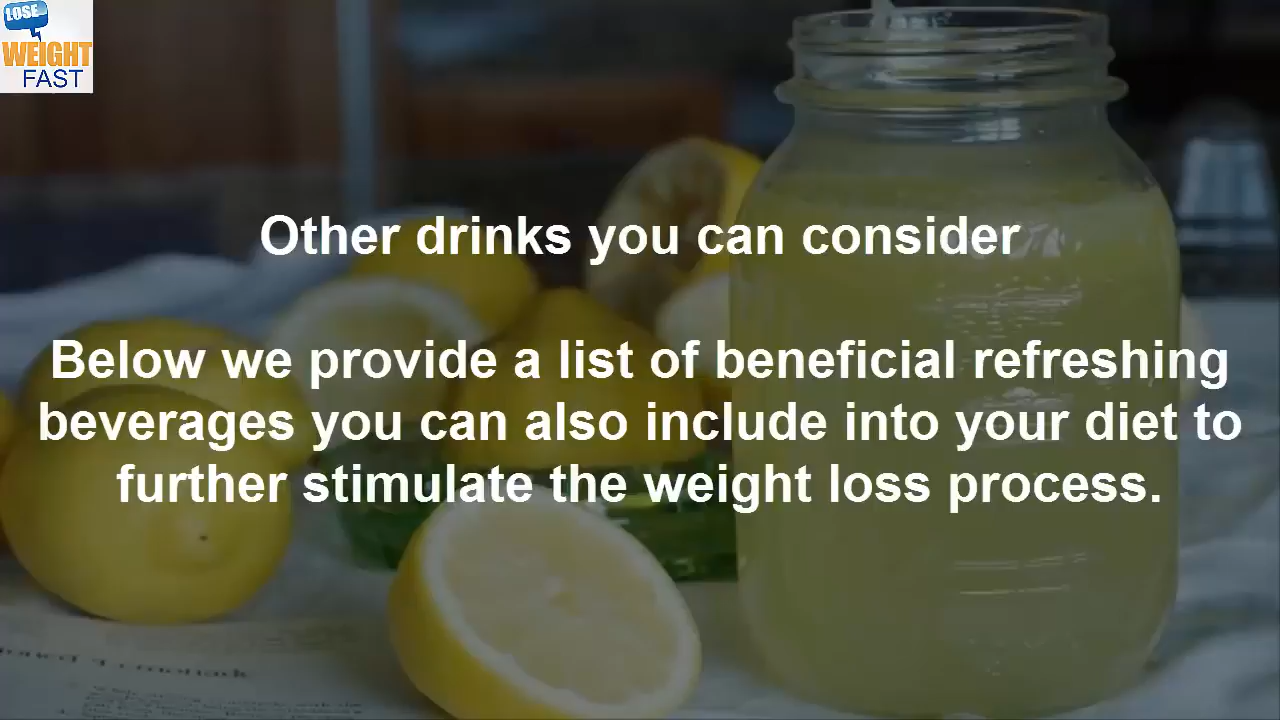 LOSE
WEIGHT
FAST
Other drinks you can consider
Below we provide a list of beneficial refreshing
beverages you can also include into your diet to
further stimulate the weight loss process.